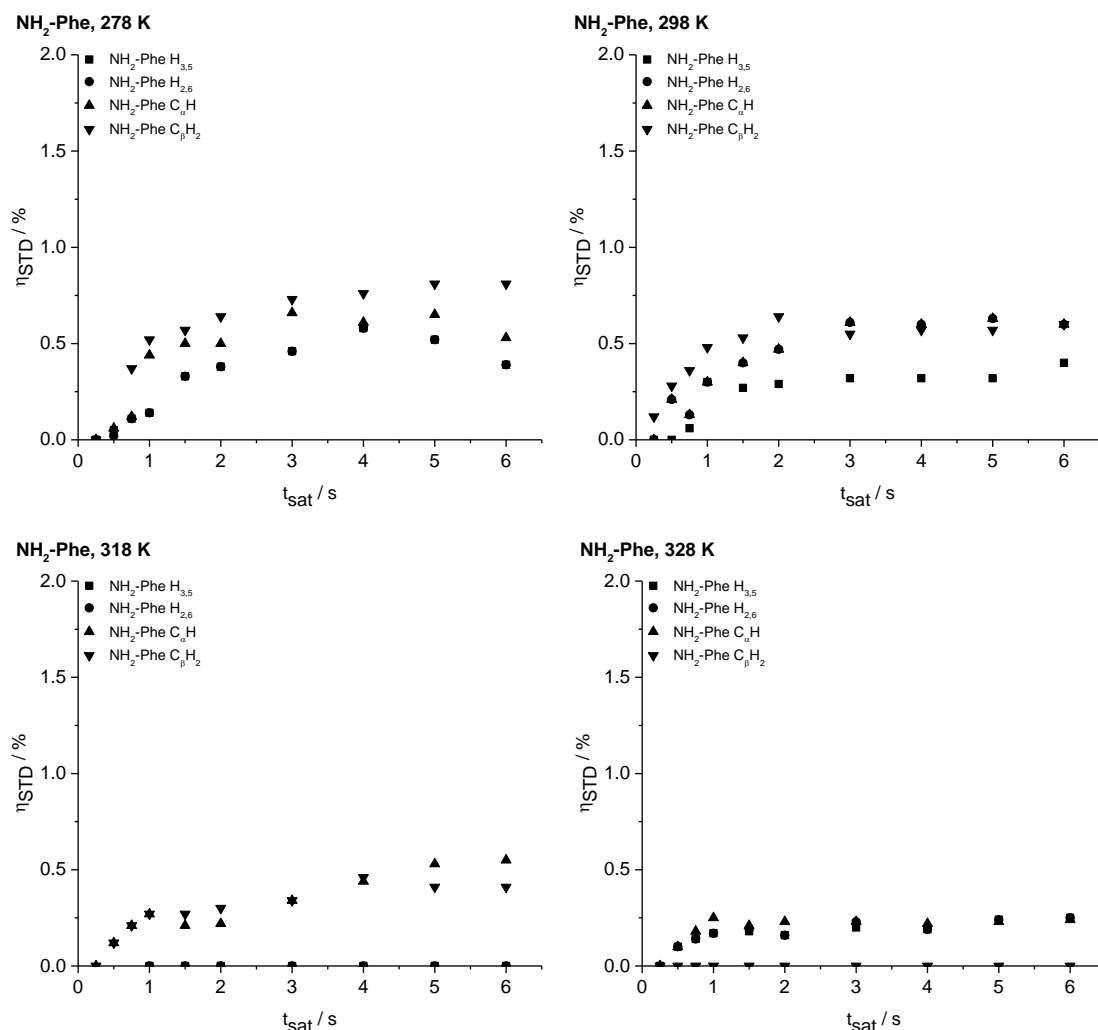 NH₂-Phe, 278 K
NH₂-Phe H₃,₅
NH₂-Phe H₂,₆
NH₂-Phe CαH
NH₂-Phe CβH₂
2.0
1.5
1.0
0.5
0.0
ηSTD / %
0 1 2 3 4 5 6
tsat / s
NH₂-Phe, 298 K
NH₂-Phe H₃,₅
NH₂-Phe H₂,₆
NH₂-Phe CαH
NH₂-Phe CβH₂
2.0
1.5
1.0
0.5
0.0
ηSTD / %
0 1 2 3 4 5 6
tsat / s
NH₂-Phe, 318 K
NH₂-Phe H₃,₅
NH₂-Phe H₂,₆
NH₂-Phe CαH
NH₂-Phe CβH₂
2.0
1.5
1.0
0.5
0.0
ηSTD / %
0 1 2 3 4 5 6
tsat / s
NH₂-Phe, 328 K
NH₂-Phe H₃,₅
NH₂-Phe H₂,₆
NH₂-Phe CαH
NH₂-Phe CβH₂
2.0
1.5
1.0
0.5
0.0
ηSTD / %
0 1 2 3 4 5 6
tsat / s